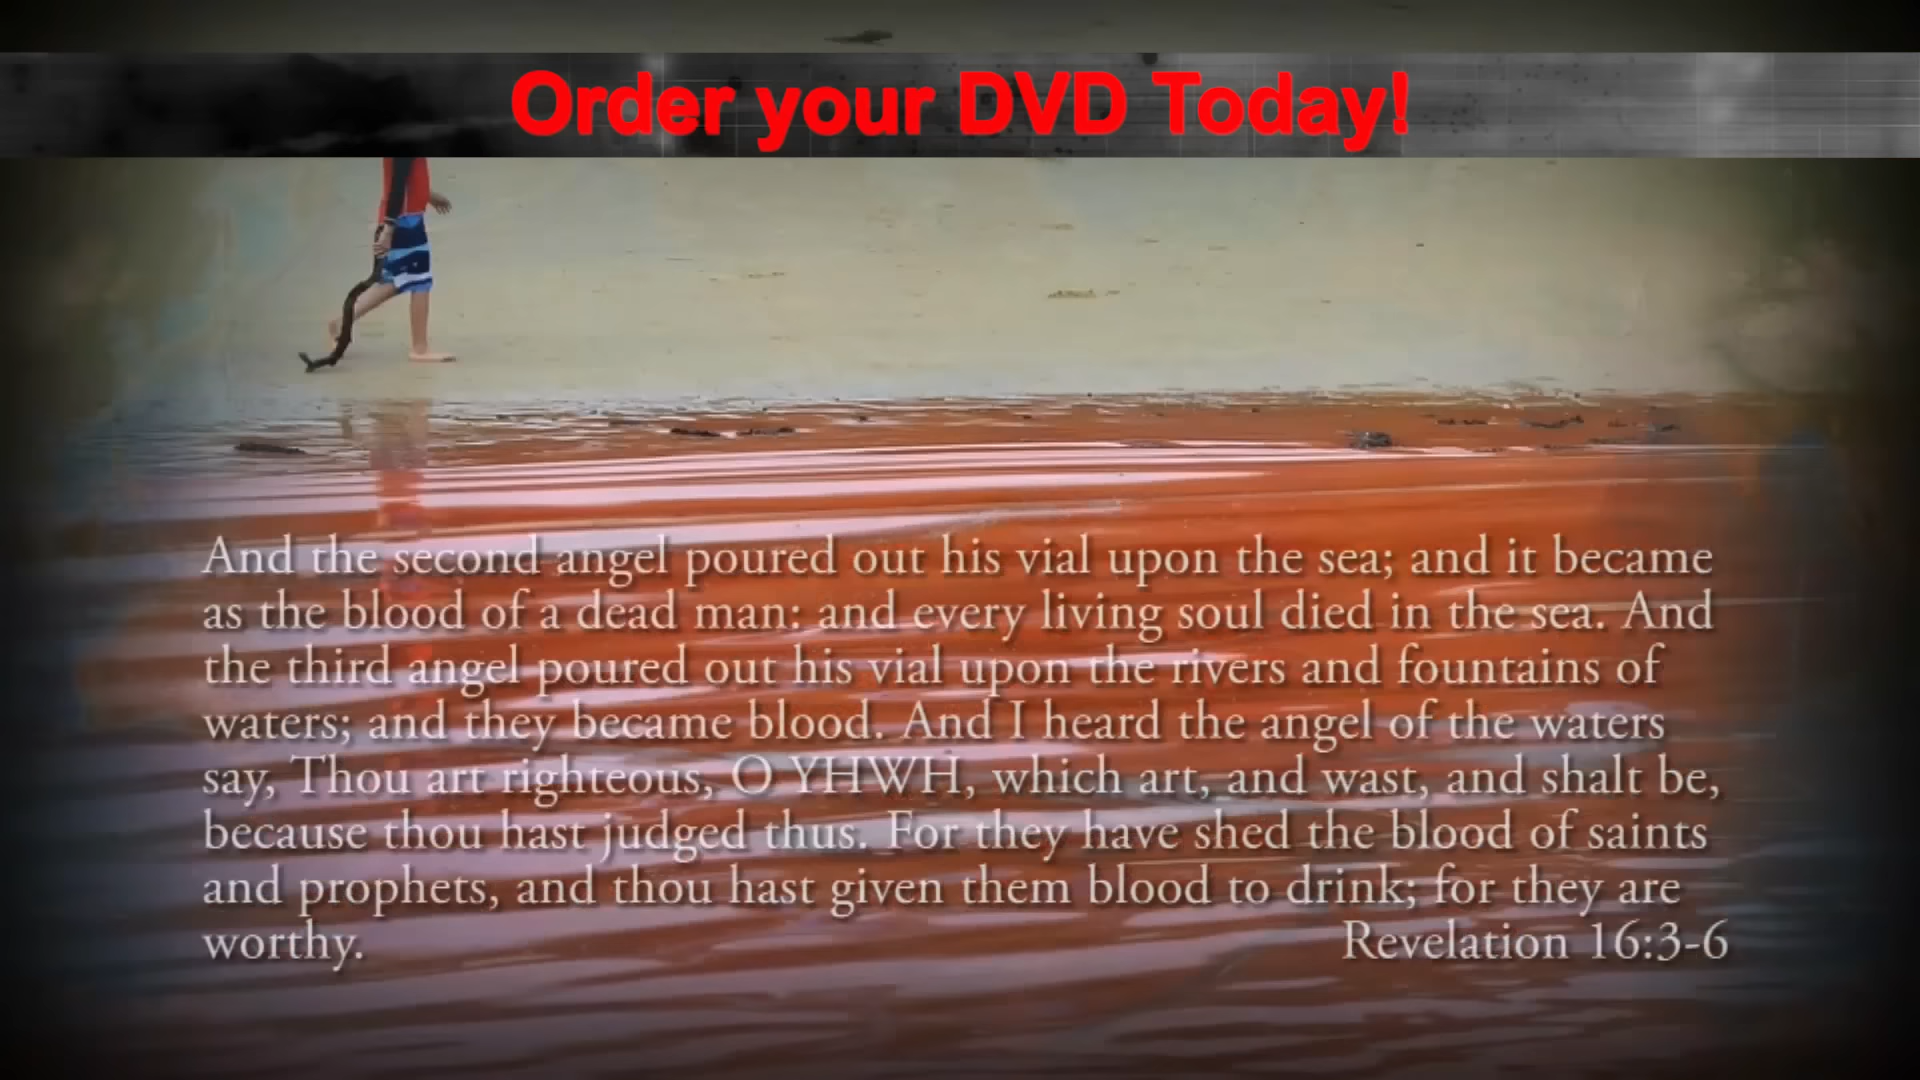 Order your DVD Today!
And the second angel poured out his vial upon the sea; and it became
as the blood of a dead man: and every living soul died in the sea. And
the third angel poured out his vial upon the rivers and fountains of
waters; and they became blood. And I heard the angel of the waters
say, Thou art righteous, O YHWH, which art, and wast, and shalt be,
because thou hast judged thus. For they have shed the blood of saints
and prophets, and thou hast given them blood to drink; for they are
worthy. Revelation 16:3-6